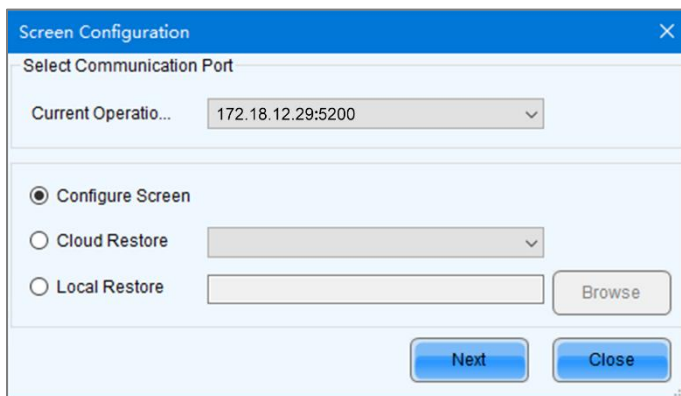 Screen Configuration
Select Communication Port
Current Operatio... 172.18.12.29:5200
Configure Screen
Cloud Restore
Local Restore Browse
Next Close